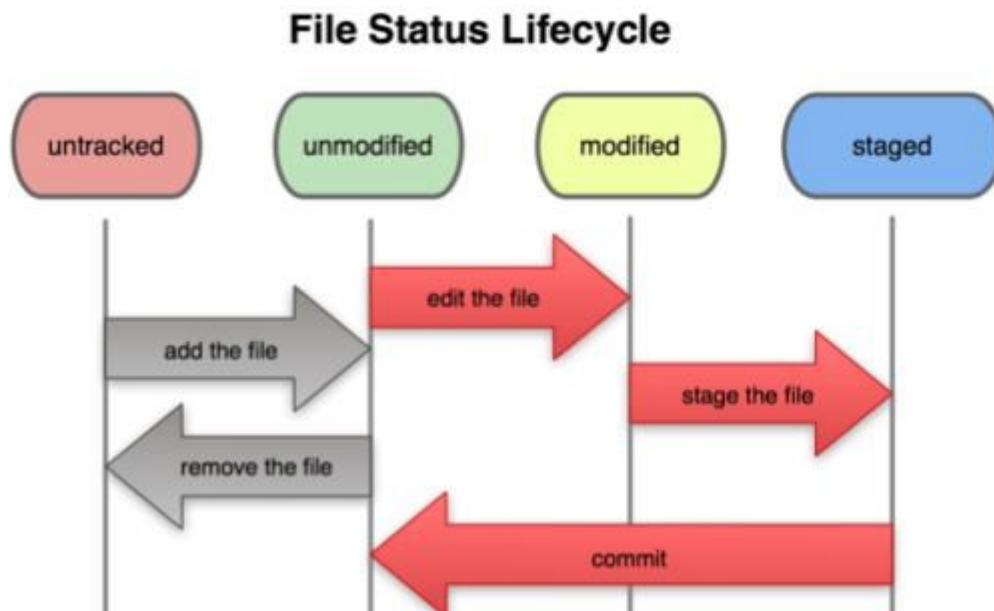 File Status Lifecycle
untracked
unmodified
modified
staged
edit the file
add the file
stage the file
remove the file
commit